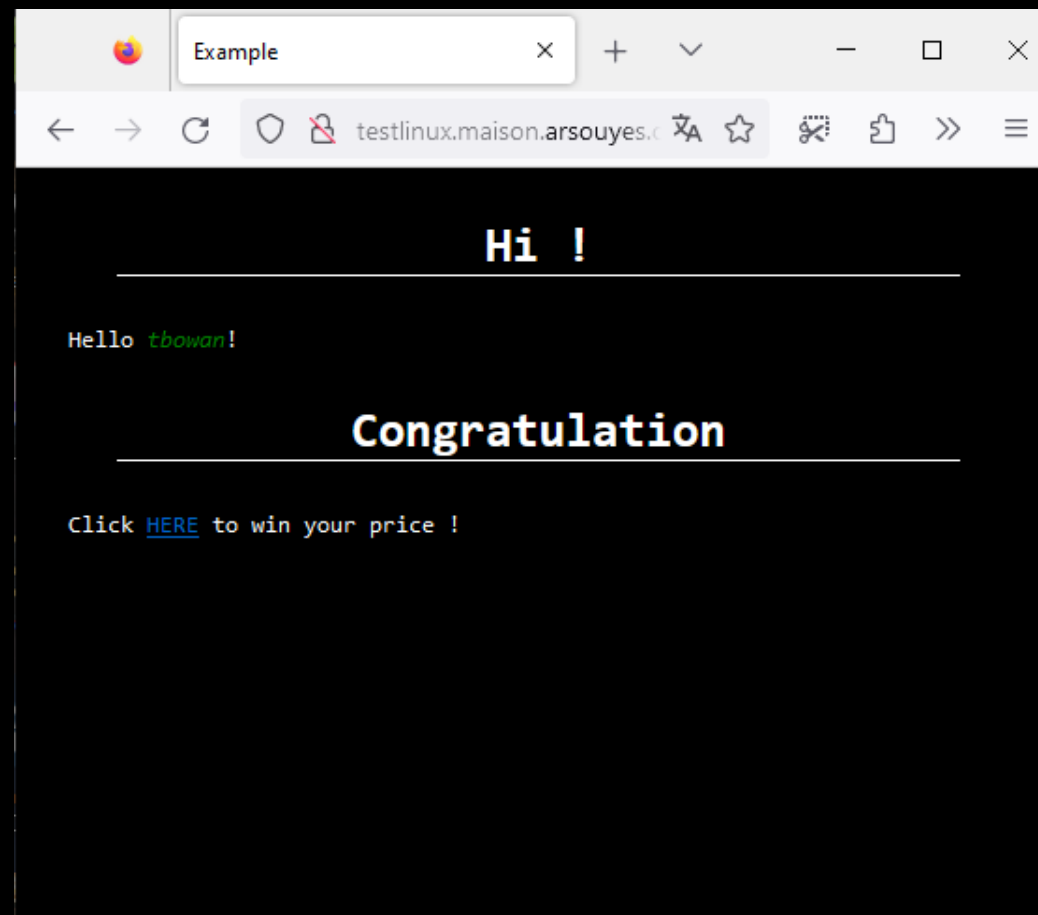 Example
testlinux.maison.arsouyes.
Hi !
Hello tbowan!
Congratulation
Click HERE to win your price !